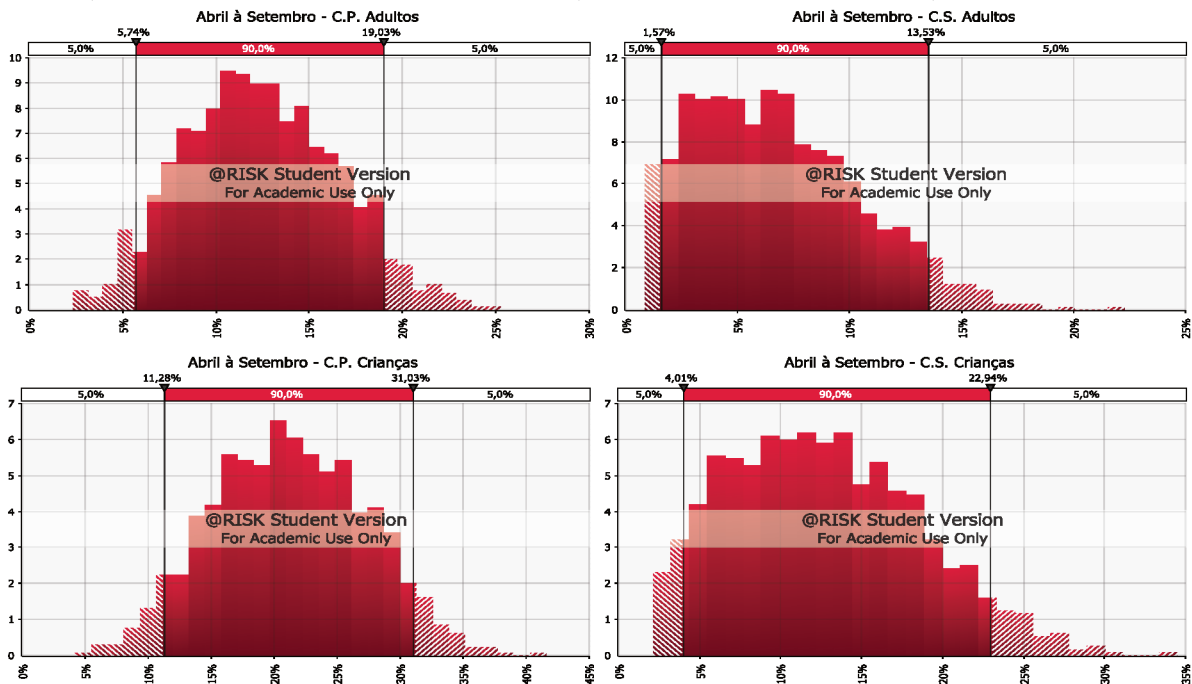 Abril à Setembro - C.P. Adultos
5,74% 19,03%
5,0% 90,0% 5,0%
10
9
8
7
6
5
4
3
2
1
0
@RISK Student Version
For Academic Use Only
0% 5% 10% 15% 20% 25% 30%
Abril à Setembro - C.S. Adultos
1,57% 13,53%
5,0% 90,0% 5,0%
12
10
8
6
4
2
0
@RISK Student Version
For Academic Use Only
0% 5% 10% 15% 20% 25%
Abril à Setembro - C.P. Crianças
11,28% 31,03%
5,0% 90,0% 5,0%
7
6
5
4
3
2
1
0
@RISK Student Version
For Academic Use Only
0% 5% 10% 15% 20% 25% 30% 35% 40% 45%
Abril à Setembro - C.S. Crianças
4,01% 22,94%
5,0% 90,0% 5,0%
7
6
5
4
3
2
1
0
@RISK Student Version
For Academic Use Only
0% 5% 10% 15% 20% 25% 30% 35%